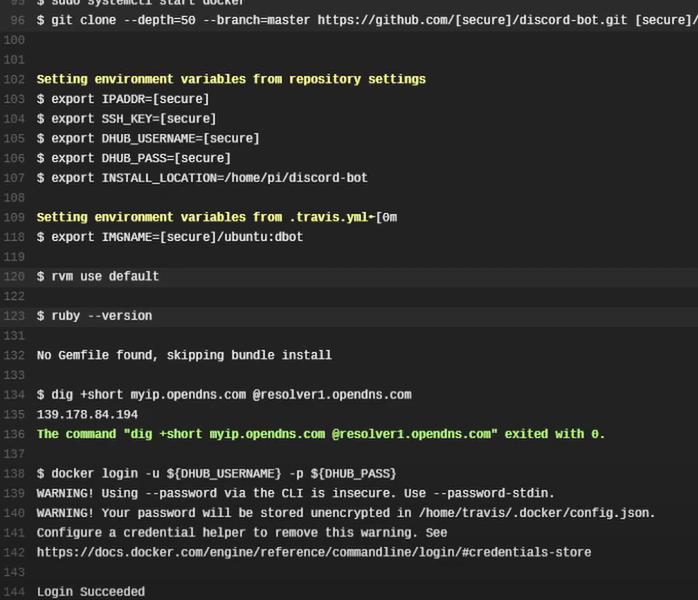 95 $ sudo systemctl start docker
96 $ git clone --depth=50 --branch=master https://github.com/[secure]/discord-bot.git [secure]/
100
101
102 Setting environment variables from repository settings
103 $ export IPADDR=[secure]
104 $ export SSH_KEY=[secure]
105 $ export DHUB_USERNAME=[secure]
106 $ export DHUB_PASS=[secure]
107 $ export INSTALL_LOCATION=/home/pi/discord-bot
108
109 Setting environment variables from .travis.yml←[0m
118 $ export IMGNAME=[secure]/ubuntu:dbot
119
120 $ rvm use default
122
123 $ ruby --version
131
132 No Gemfile found, skipping bundle install
133
134 $ dig +short myip.opendns.com @resolver1.opendns.com
135 139.178.84.194
136 The command "dig +short myip.opendns.com @resolver1.opendns.com" exited with 0.
137
138 $ docker login -u ${DHUB_USERNAME} -p ${DHUB_PASS}
139 WARNING! Using --password via the CLI is insecure. Use --password-stdin.
140 WARNING! Your password will be stored unencrypted in /home/travis/.docker/config.json.
141 Configure a credential helper to remove this warning. See
142 https://docs.docker.com/engine/reference/commandline/login/#credentials-store
143
144 Login Succeeded